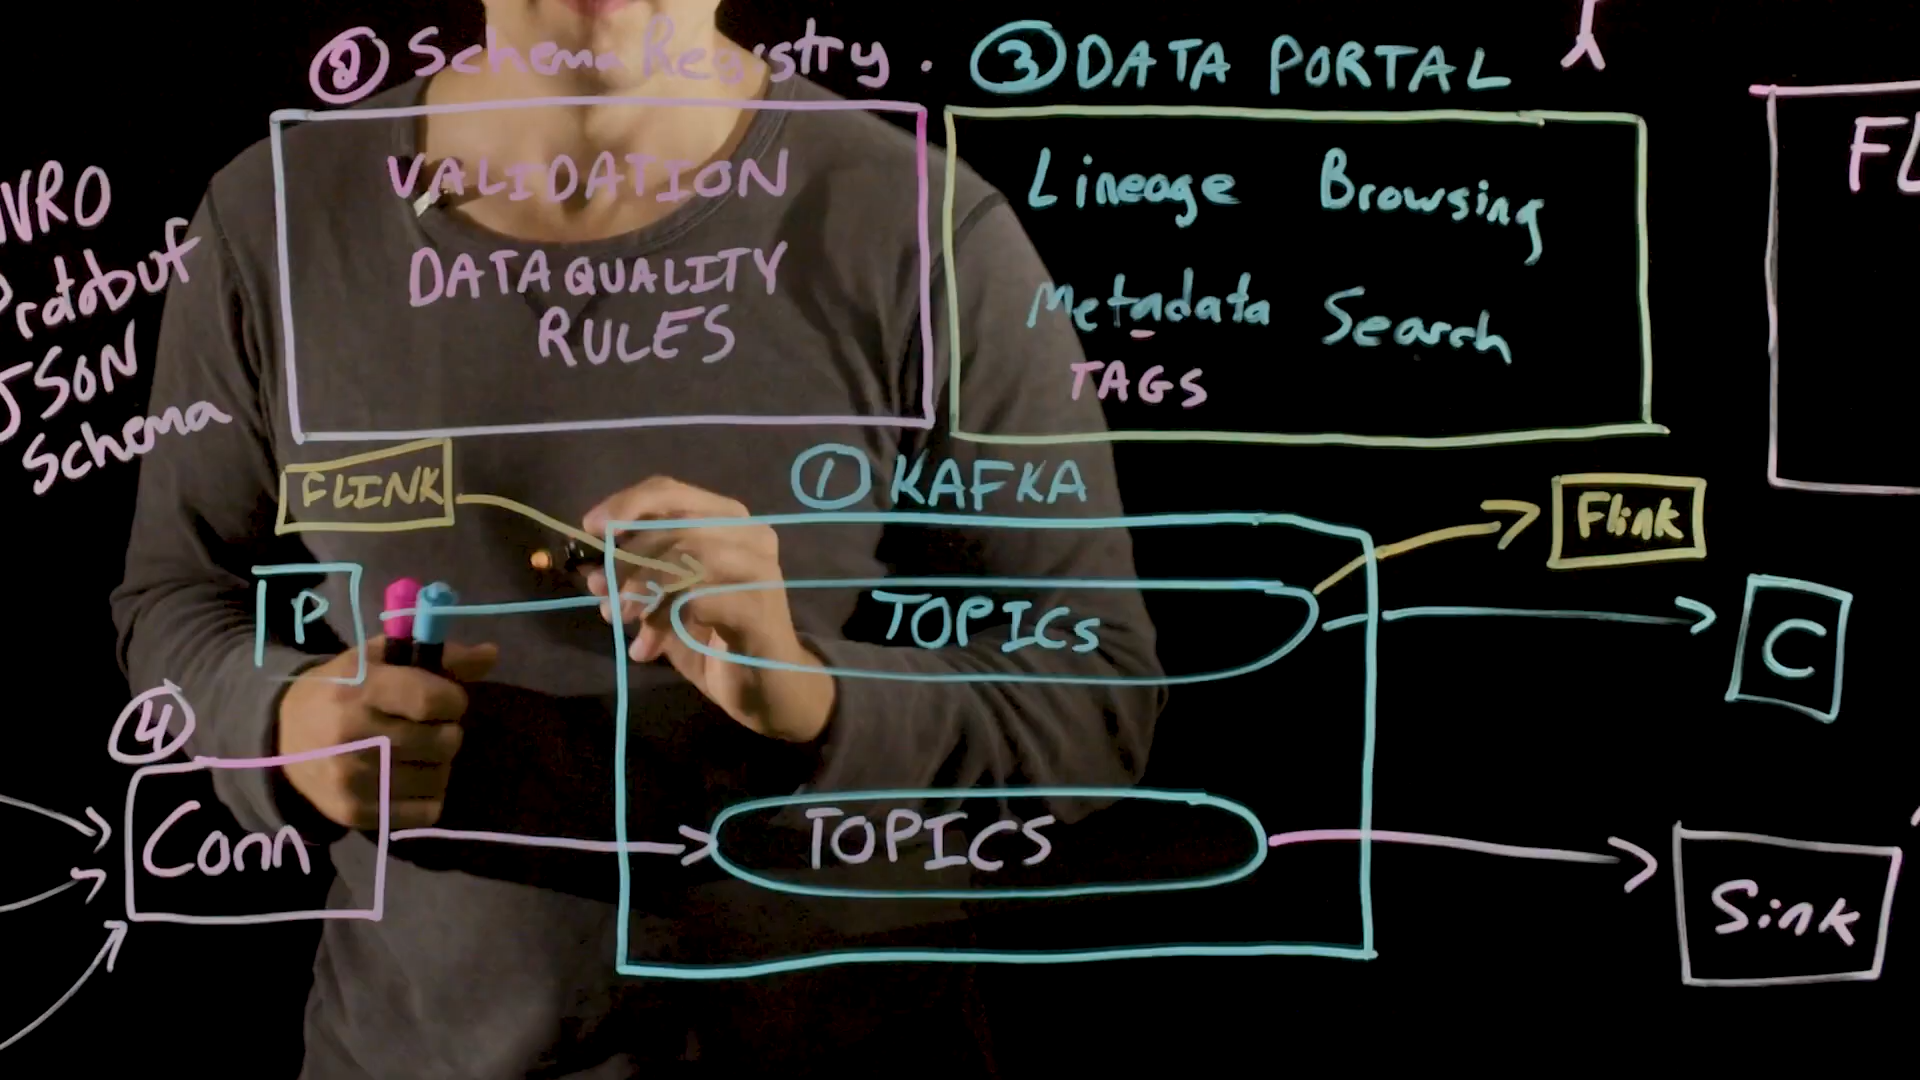 ② Schema Registry.
③ DATA PORTAL
VALIDATION
DATA QUALITY
RULES
Lineage Browsing
Metadata Search
TAGS
VRO
Protobuf
JSON
Schema
FL
FLINK
① KAFKA
Flink
P
TOPICs
C
④
Conn
TOPICS
Sink